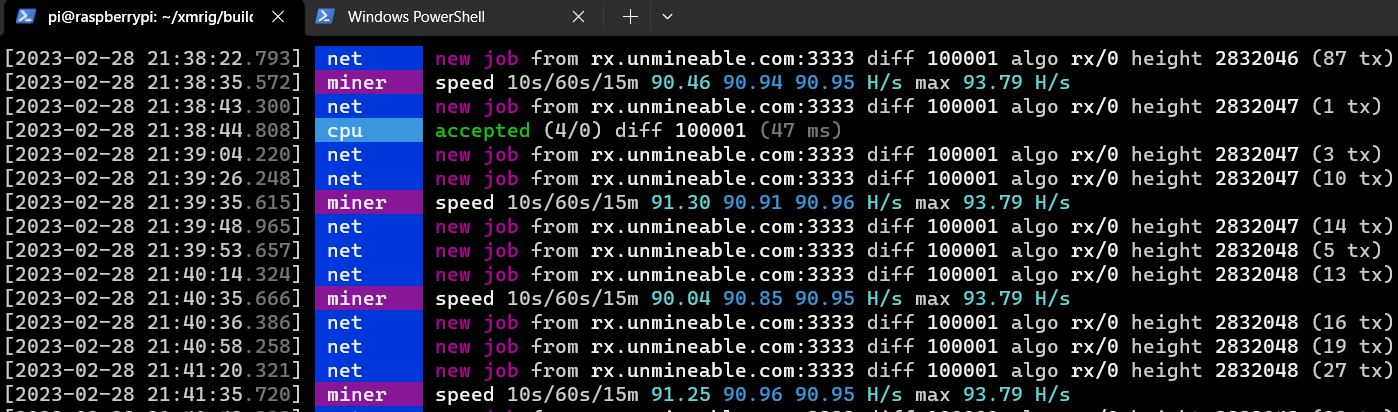 pi@raspberrypi: ~/xmrig/build
Windows PowerShell
[2023-02-28 21:38:22.793] net new job from rx.unmineable.com:3333 diff 100001 algo rx/0 height 2832046 (87 tx)
[2023-02-28 21:38:35.572] miner speed 10s/60s/15m 90.46 90.94 90.95 H/s max 93.79 H/s
[2023-02-28 21:38:43.300] net new job from rx.unmineable.com:3333 diff 100001 algo rx/0 height 2832047 (1 tx)
[2023-02-28 21:38:44.808] cpu accepted (4/0) diff 100001 (47 ms)
[2023-02-28 21:39:04.220] net new job from rx.unmineable.com:3333 diff 100001 algo rx/0 height 2832047 (3 tx)
[2023-02-28 21:39:26.248] net new job from rx.unmineable.com:3333 diff 100001 algo rx/0 height 2832047 (10 tx)
[2023-02-28 21:39:35.615] miner speed 10s/60s/15m 91.30 90.91 90.96 H/s max 93.79 H/s
[2023-02-28 21:39:48.965] net new job from rx.unmineable.com:3333 diff 100001 algo rx/0 height 2832047 (14 tx)
[2023-02-28 21:39:53.657] net new job from rx.unmineable.com:3333 diff 100001 algo rx/0 height 2832048 (5 tx)
[2023-02-28 21:40:14.324] net new job from rx.unmineable.com:3333 diff 100001 algo rx/0 height 2832048 (13 tx)
[2023-02-28 21:40:35.666] miner speed 10s/60s/15m 90.04 90.85 90.95 H/s max 93.79 H/s
[2023-02-28 21:40:36.386] net new job from rx.unmineable.com:3333 diff 100001 algo rx/0 height 2832048 (16 tx)
[2023-02-28 21:40:58.258] net new job from rx.unmineable.com:3333 diff 100001 algo rx/0 height 2832048 (19 tx)
[2023-02-28 21:41:20.321] net new job from rx.unmineable.com:3333 diff 100001 algo rx/0 height 2832048 (27 tx)
[2023-02-28 21:41:35.720] miner speed 10s/60s/15m 91.25 90.96 90.95 H/s max 93.79 H/s